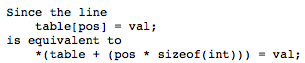 Since the line
    table[pos] = val;
is equivalent to
    *(table + (pos * sizeof(int))) = val;